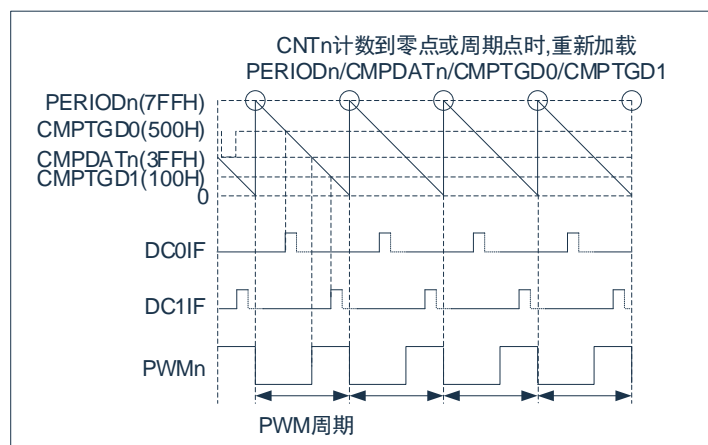 CNTn计数到零点或周期点时,重新加载
PERIODn/CMPDATn/CMPTGD0/CMPTGD1
PERIODn(7FFH)
CMPTGD0(500H)
CMPDATn(3FFH)
CMPTGD1(100H)
0
DC0IF
DC1IF
PWMn
PWM周期